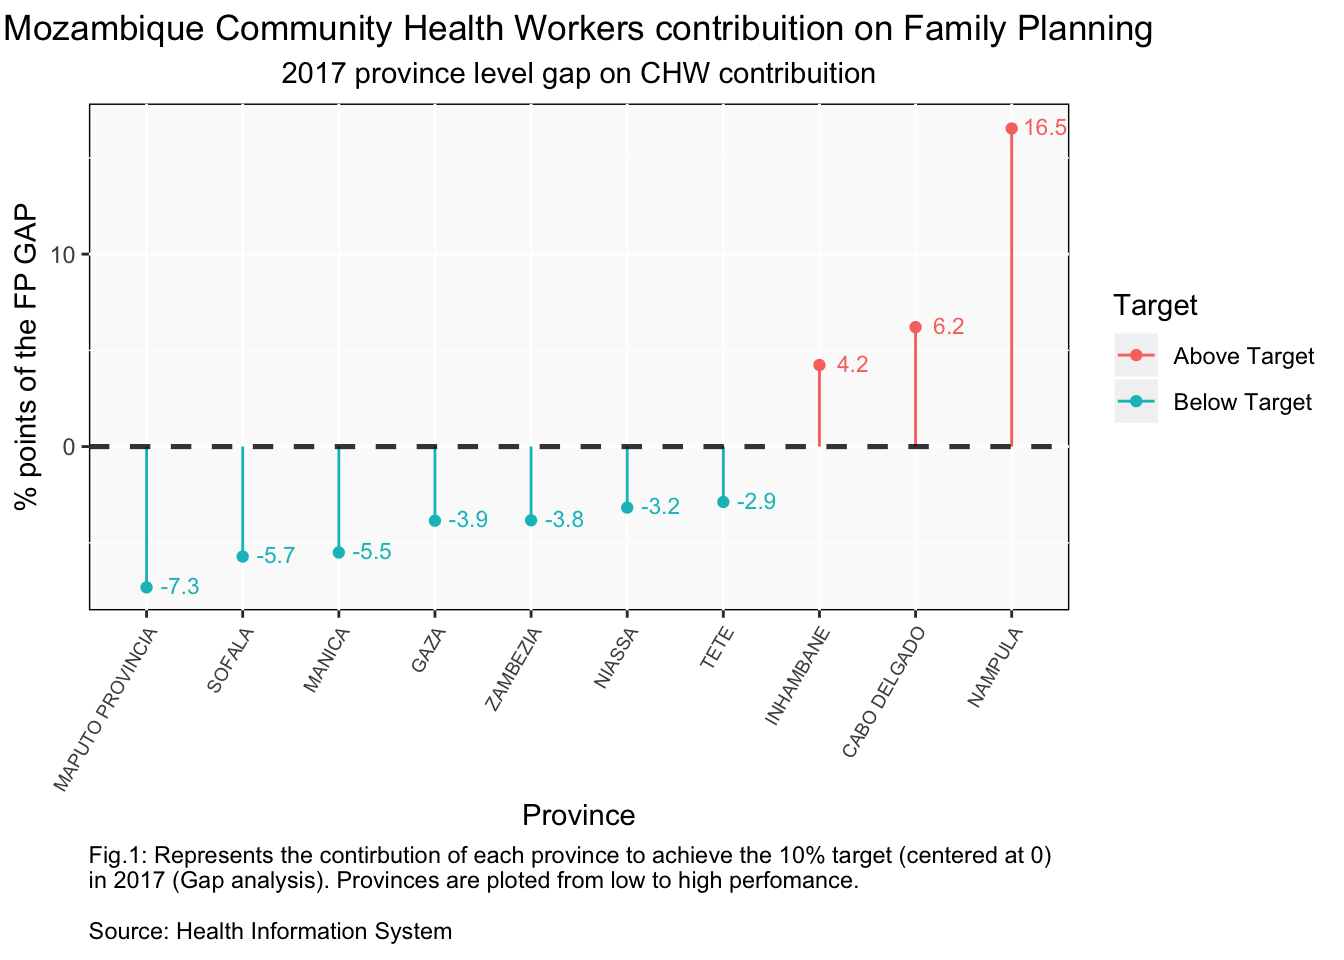 Mozambique Community Health Workers contribuition on Family Planning
2017 province level gap on CHW contribuition
% points of the FP GAP
10
0
16.5
6.2
4.2
-2.9
-3.2
-3.8
-3.9
-5.5
-5.7
-7.3
Target
Above Target
Below Target
MAPUTO PROVINCIA
SOFALA
MANICA
GAZA
ZAMBEZIA
NIASSA
TETE
INHAMBANE
CABO DELGADO
NAMPULA
Province
Fig.1: Represents the contirbution of each province to achieve the 10% target (centered at 0)
in 2017 (Gap analysis). Provinces are ploted from low to high perfomance.
Source: Health Information System